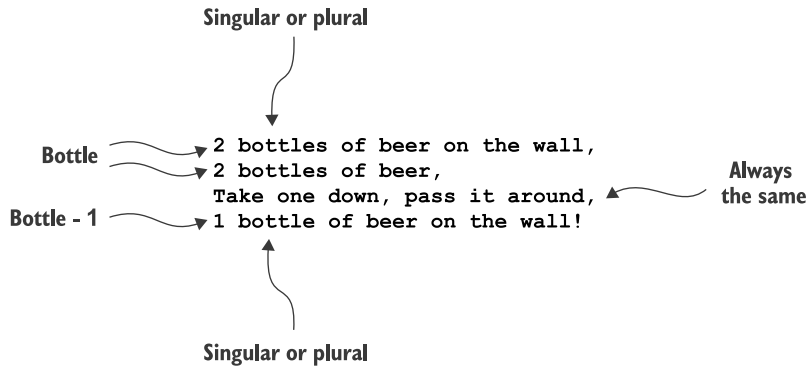 Singular or plural
2 bottles of beer on the wall,
Bottle
2 bottles of beer,
Take one down, pass it around,
Always
the same
Bottle - 1
1 bottle of beer on the wall!
Singular or plural